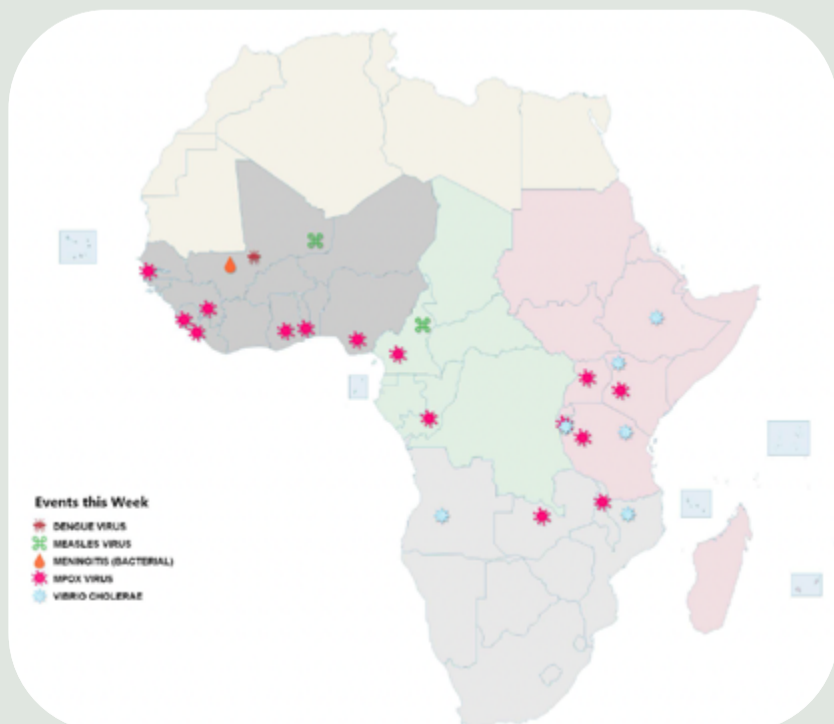 Events this Week
DENGUE VIRUS
MEASLES VIRUS
MENINGITIS (BACTERIAL)
MPOX VIRUS
VIBRIO CHOLERAE